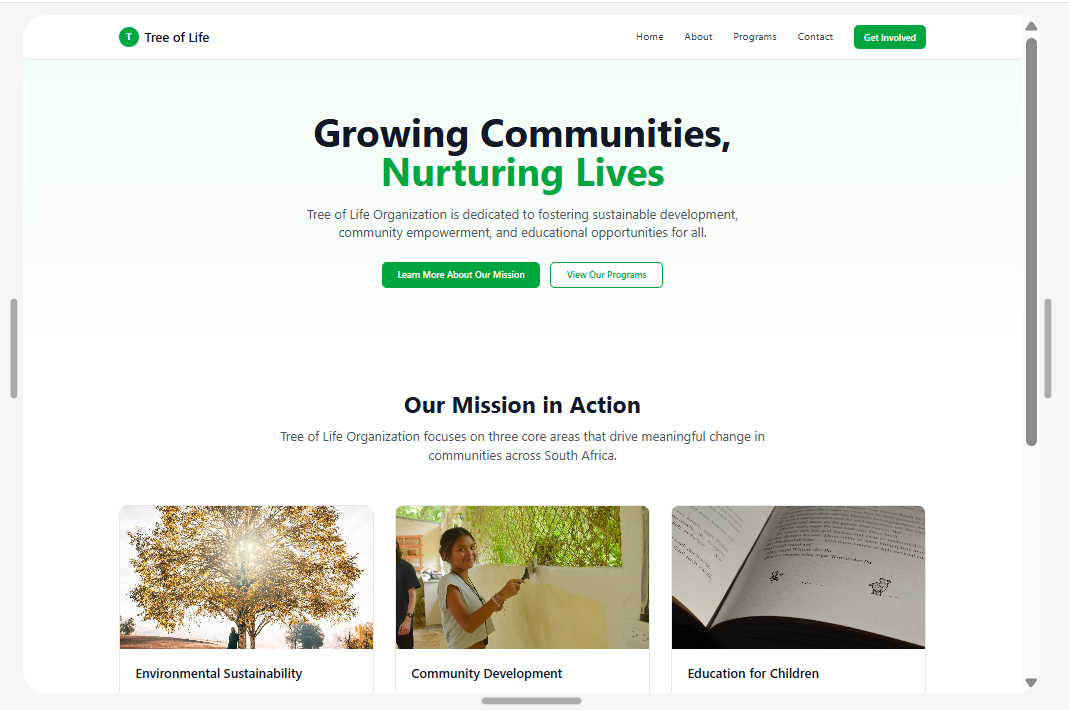 T Tree of Life
Home About Programs Contact Get Involved
Growing Communities,
Nurturing Lives
Tree of Life Organization is dedicated to fostering sustainable development,
community empowerment, and educational opportunities for all.
Learn More About Our Mission View Our Programs
Our Mission in Action
Tree of Life Organization focuses on three core areas that drive meaningful change in
communities across South Africa.
Environmental Sustainability
Community Development
Education for Children